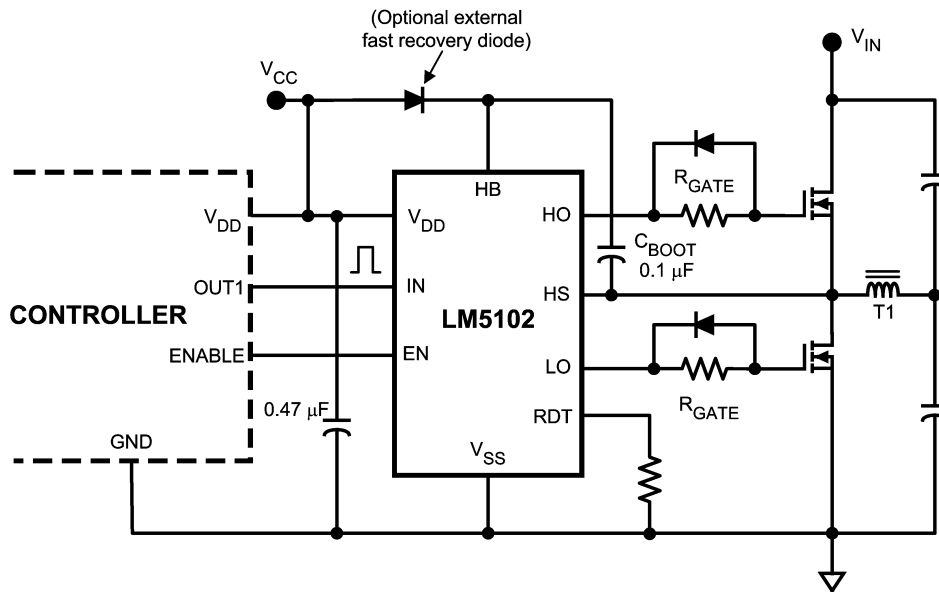 (Optional external
fast recovery diode)
VCC
VIN
HB
RGATE
VDD
VDD
HO
CBOOT
0.1 μF
OUT1
IN
HS
CONTROLLER
LM5102
T1
ENABLE
EN
LO
0.47 μF
RGATE
RDT
GND
VSS